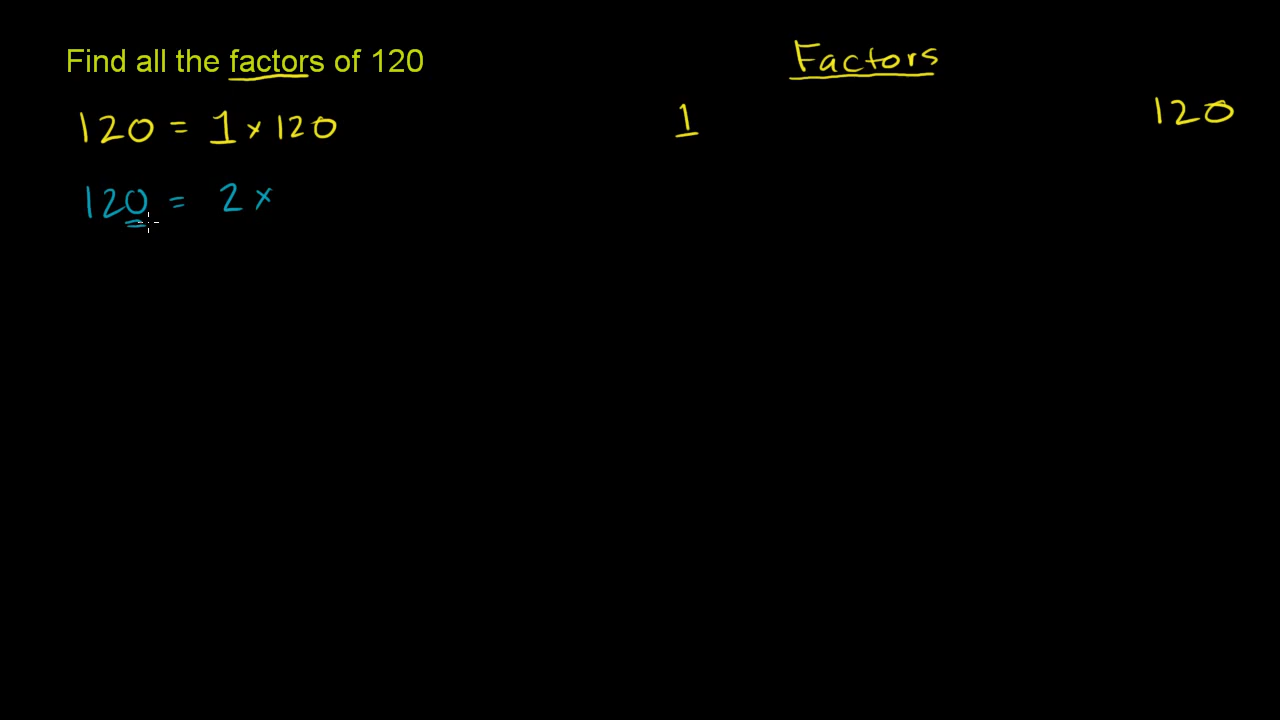 Find all the factors of 120
Factors
120 = 1 x 120
1
120
120 = 2 x